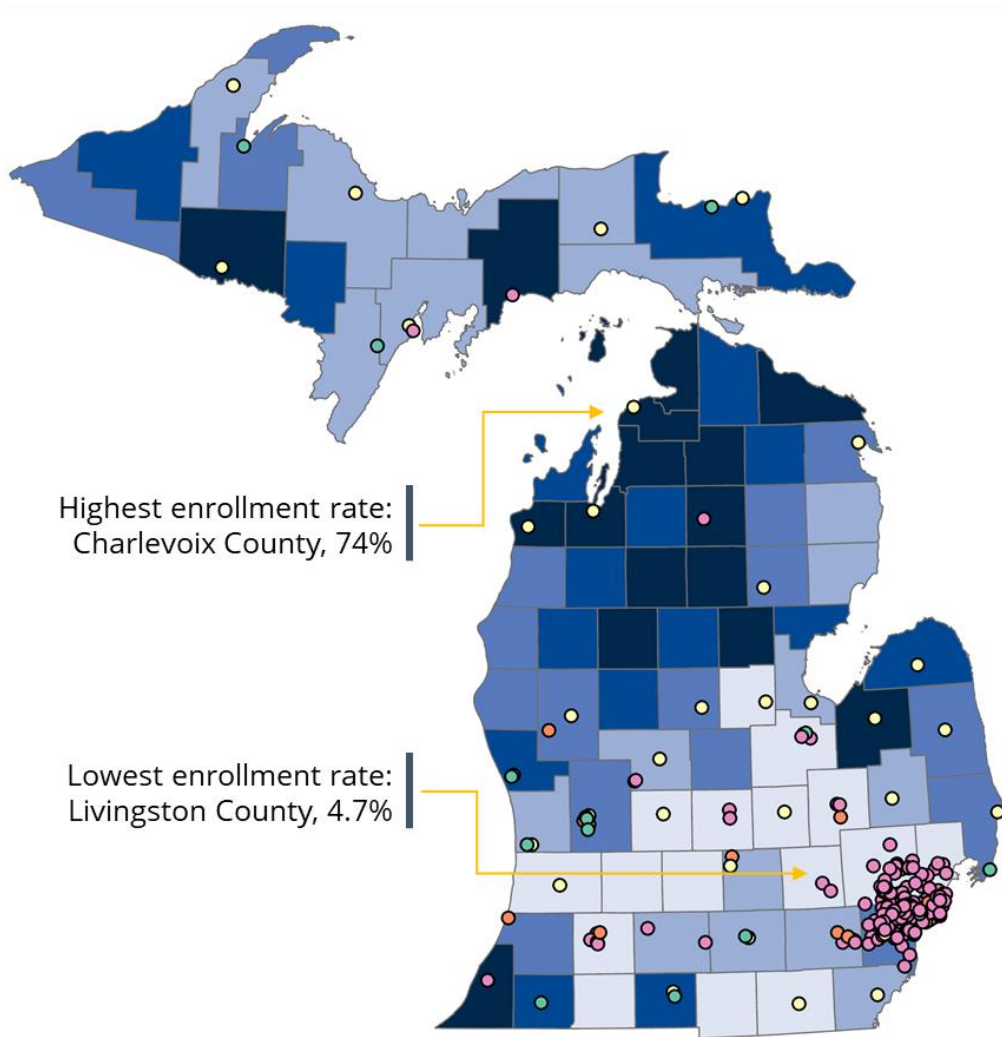 Highest enrollment rate:
Charlevoix County, 74%
Lowest enrollment rate:
Livingston County, 4.7%